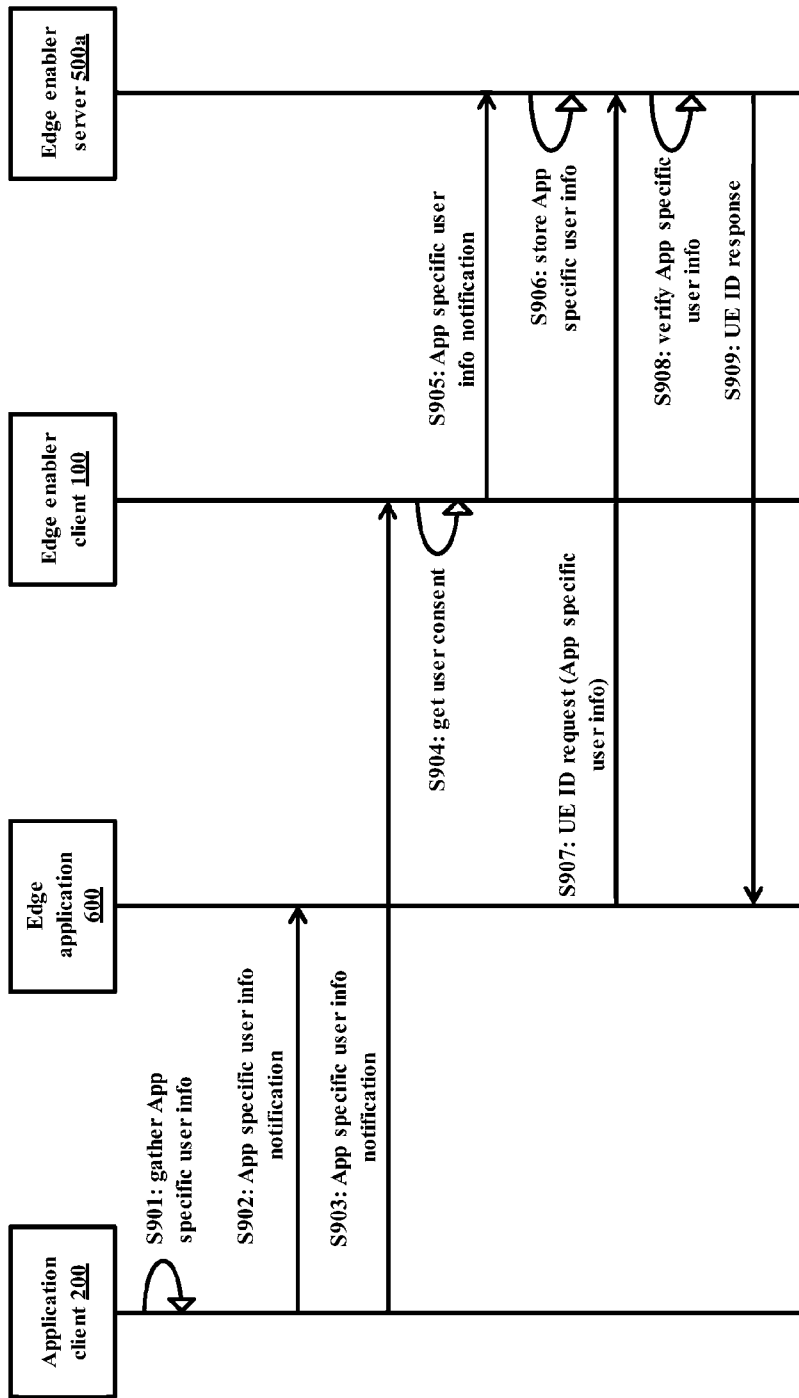 Application
client 200
Edge
application
600
Edge enabler
client 100
Edge enabler
server 500a
S901: gather App
specific user info
S902: App specific user info
notification
S903: App specific user info
notification
S904: get user consent
S905: App specific user
info notification
S906: store App
specific user info
S907: UE ID request (App specific
user info)
S908: verify App specific
user info
S909: UE ID response